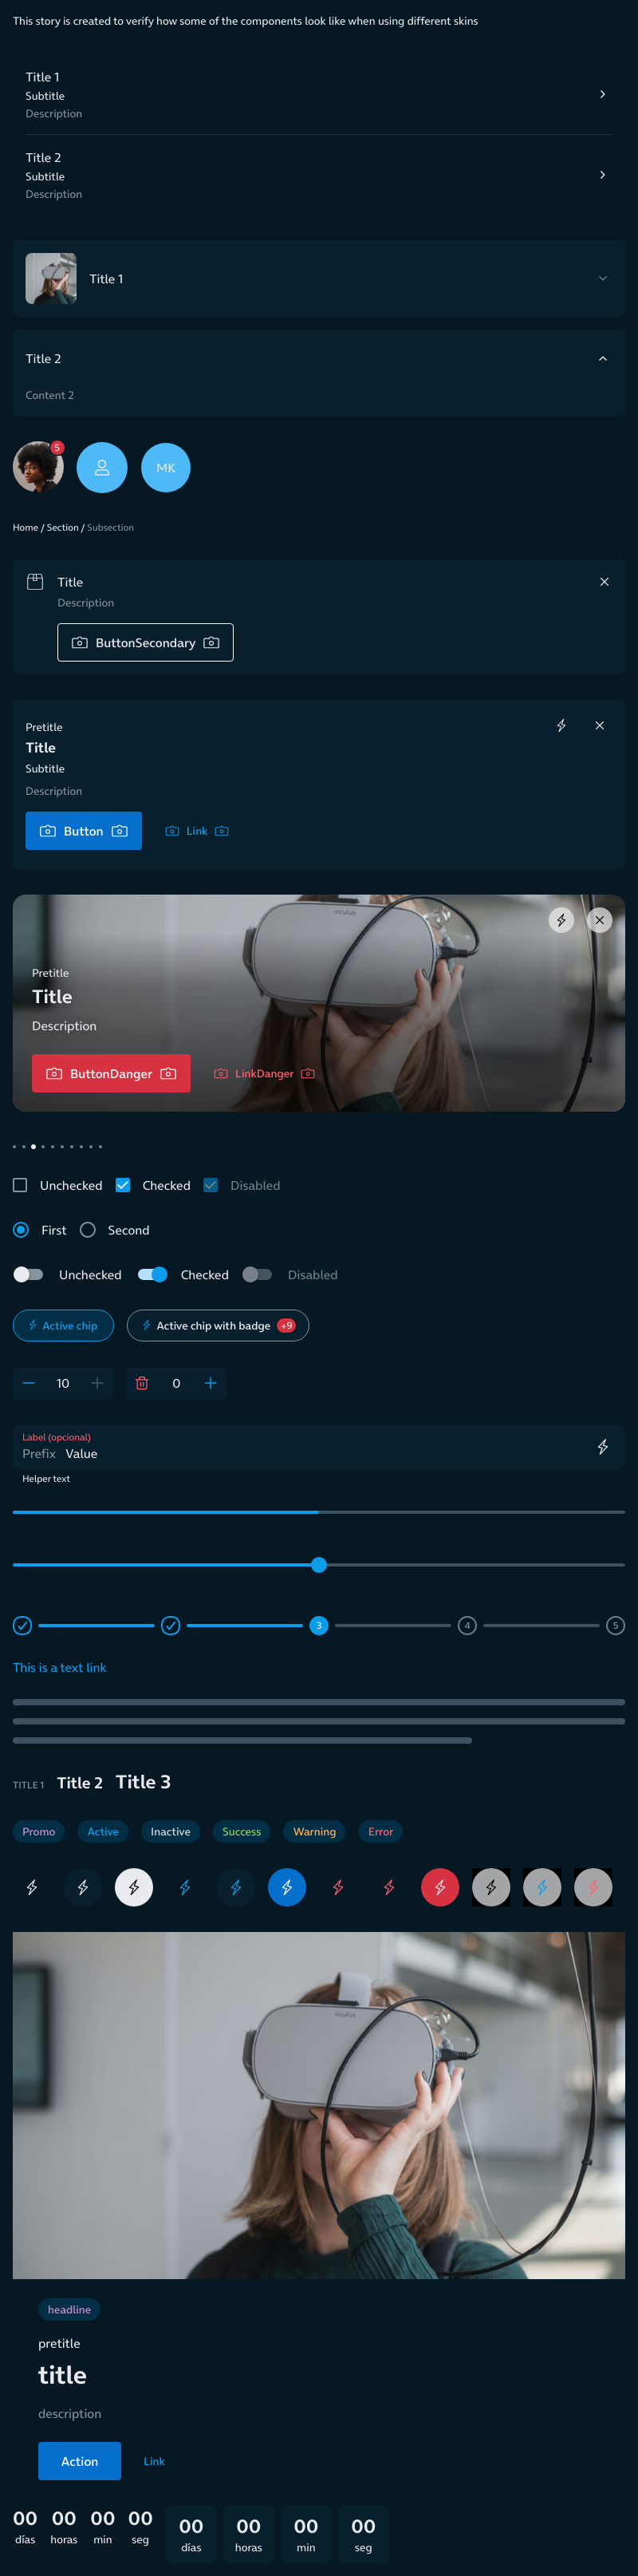 This story is created to verify how some of the components look like when using different skins
Title 1
Subtitle
Description
Title 2
Subtitle
Description
Title 1
Title 2
Content 2
5
MK
Home / Section / Subsection
Title
Description
ButtonSecondary
Pretitle
Title
Subtitle
Description
Button Link
oculus
Pretitle
Title
Description
ButtonDanger LinkDanger
Unchecked Checked Disabled
First Second
Unchecked Checked Disabled
Active chip Active chip with badge +9
10 0
Label (optional)
Prefix Value
Helper text
3 4 5
This is a text link
TITLE 1 Title 2 Title 3
Promo Active Inactive Success Warning Error
oculus
headline
pretitle
title
description
Action Link
00 00 00 00 00 00 00 00
días horas min seg días horas min seg